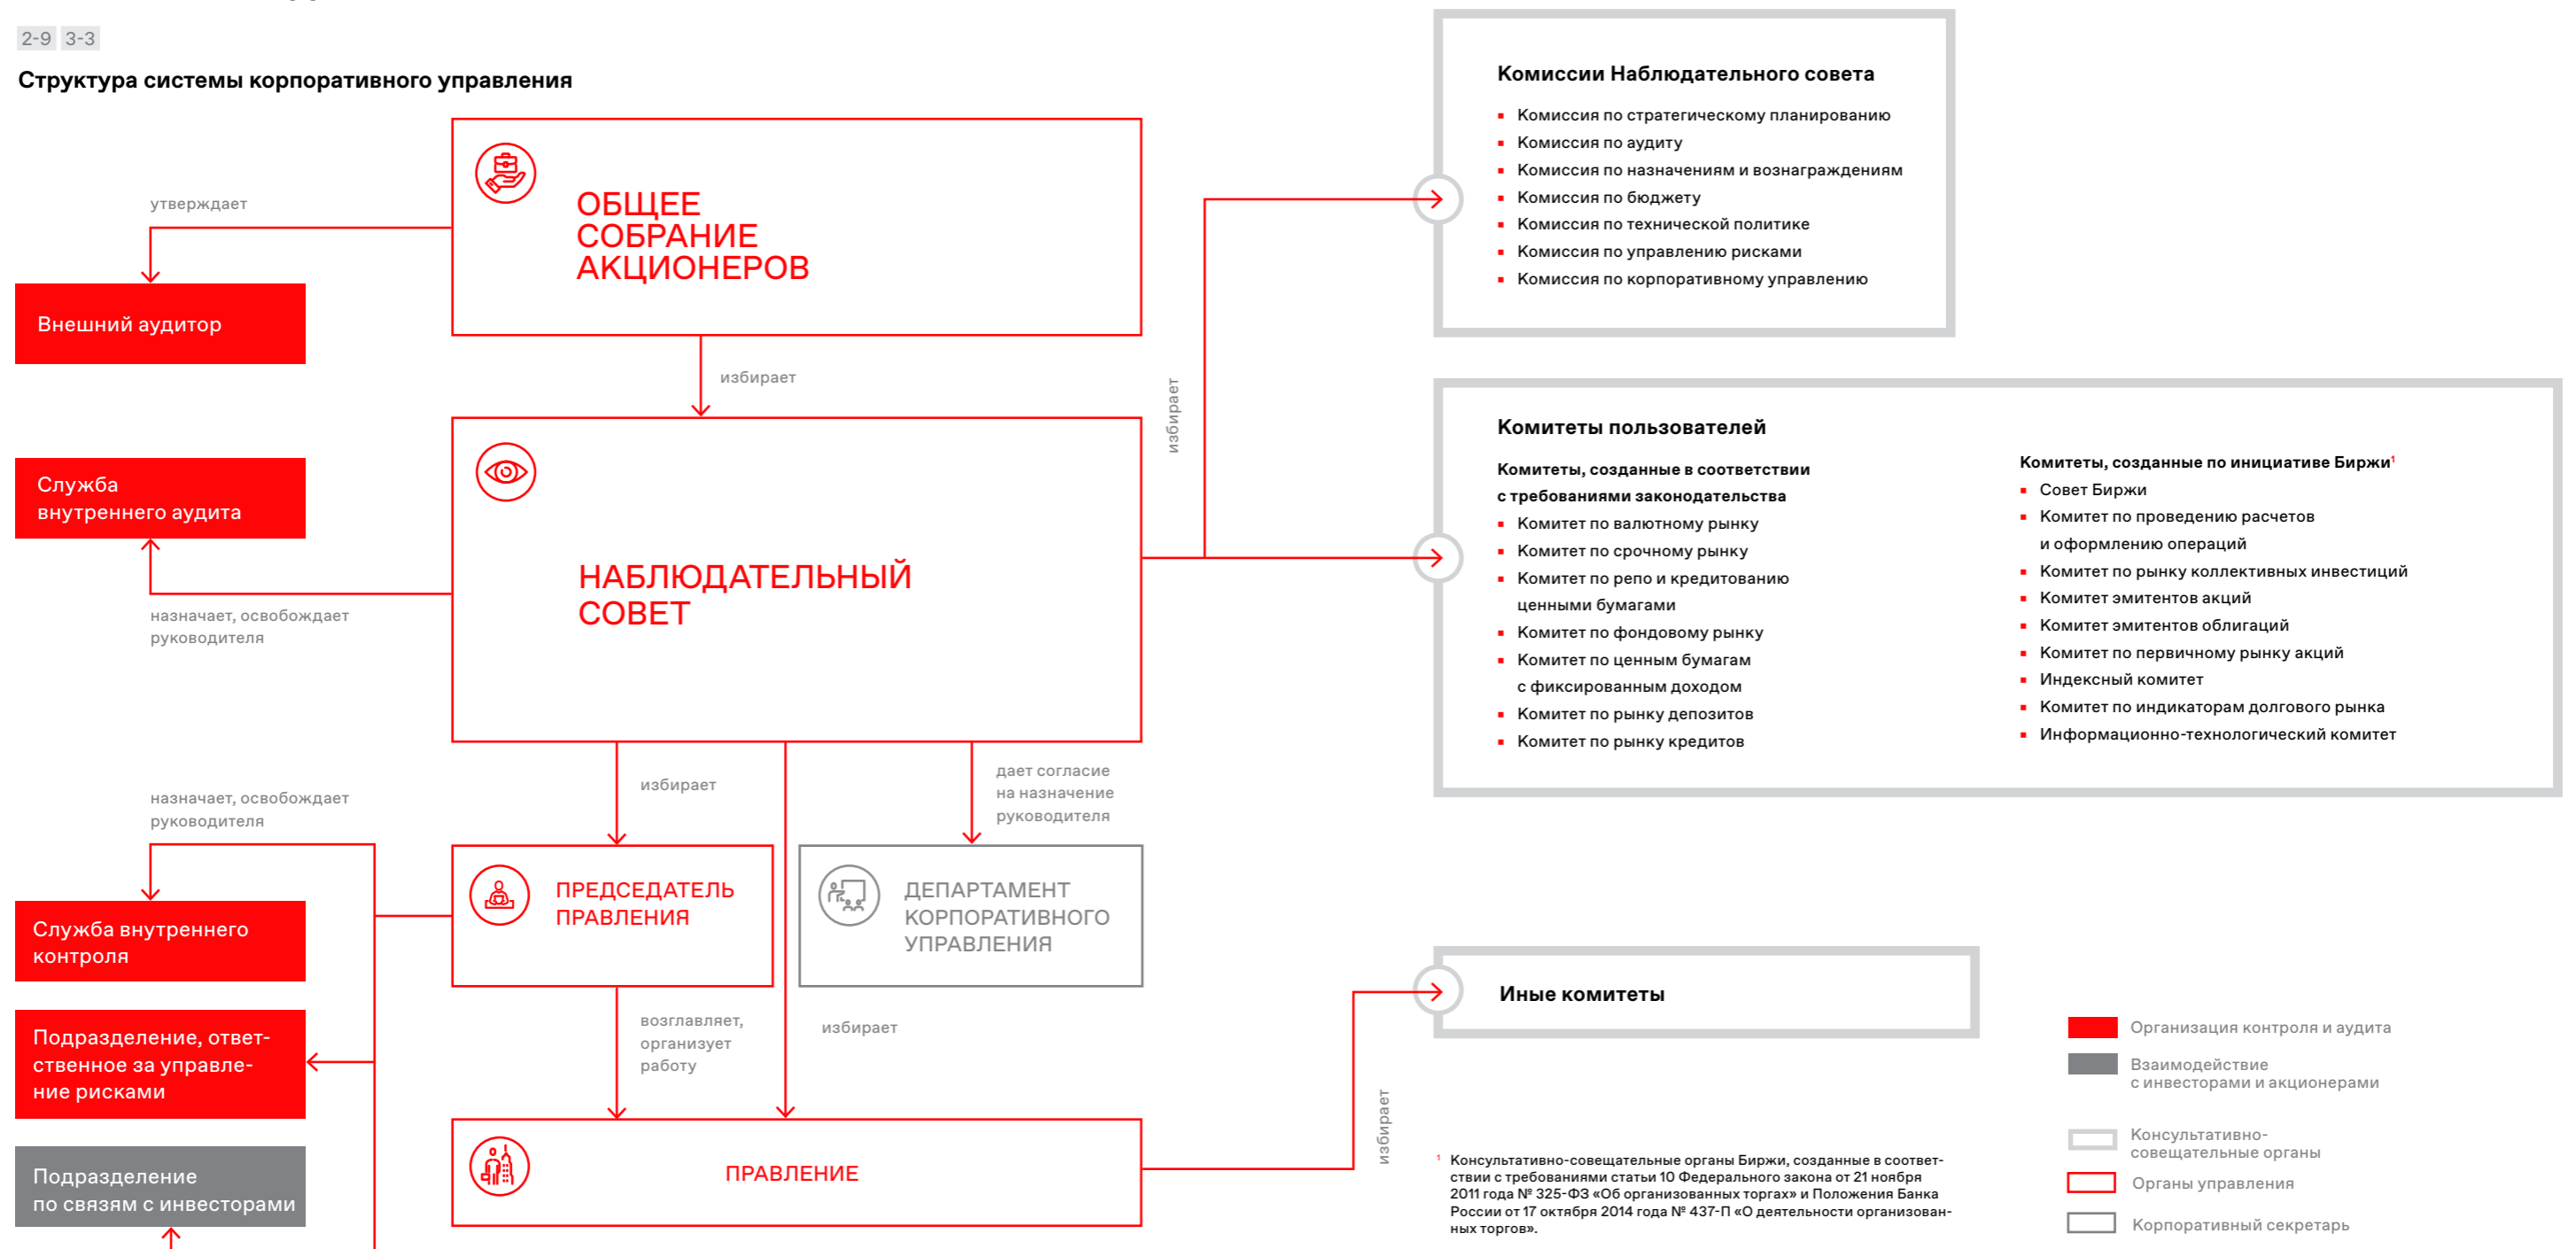 2-9 3-3
Структура системы корпоративного управления
утверждает
Внешний аудитор
ОБЩЕЕ
СОБРАНИЕ
АКЦИОНЕРОВ
избирает
Служба
внутреннего аудита
назначает, освобождает
руководителя
НАБЛЮДАТЕЛЬНЫЙ
СОВЕТ
избирает
Комиссии Наблюдательного совета
Комиссия по стратегическому планированию
Комиссия по аудиту
Комиссия по назначениям и вознаграждениям
Комиссия по бюджету
Комиссия по технической политике
Комиссия по управлению рисками
Комиссия по корпоративному управлению
Комитеты пользователей
Комитеты, созданные в соответствии
с требованиями законодательства
Комитет по валютному рынку
Комитет по срочному рынку
Комитет по репо и кредитованию
ценными бумагами
Комитет по фондовому рынку
Комитет по ценным бумагам
с фиксированным доходом
Комитет по рынку депозитов
Комитет по рынку кредитов
Комитеты, созданные по инициативе Биржи¹
Совет Биржи
Комитет по проведению расчетов
и оформлению операций
Комитет по рынку коллективных инвестиций
Комитет эмитентов акций
Комитет эмитентов облигаций
Комитет по первичному рынку акций
Индексный комитет
Комитет по индикаторам долгового рынка
Информационно-технологический комитет
избирает
дает согласие
на назначение
руководителя
назначает, освобождает
руководителя
ПРЕДСЕДАТЕЛЬ
ПРАВЛЕНИЯ
ДЕПАРТАМЕНТ
КОРПОРАТИВНОГО
УПРАВЛЕНИЯ
Служба внутреннего
контроля
Подразделение, ответ-
ственное за управле-
ние рисками
Подразделение
по связям с инвесторами
возглавляет,
организует
работу
избирает
ПРАВЛЕНИЕ
избирает
Иные комитеты
¹ Консультативно-совещательные органы Биржи, созданные в соответ-
ствии с требованиями статьи 10 Федерального закона от 21 ноября
2011 года № 325-ФЗ «Об организованных торгах» и Положения Банка
России от 17 октября 2014 года № 437-П «О деятельности организован-
ных торгов».
Организация контроля и аудита
Взаимодействие
с инвесторами и акционерами
Консультативно-
совещательные органы
Органы управления
Корпоративный секретарь